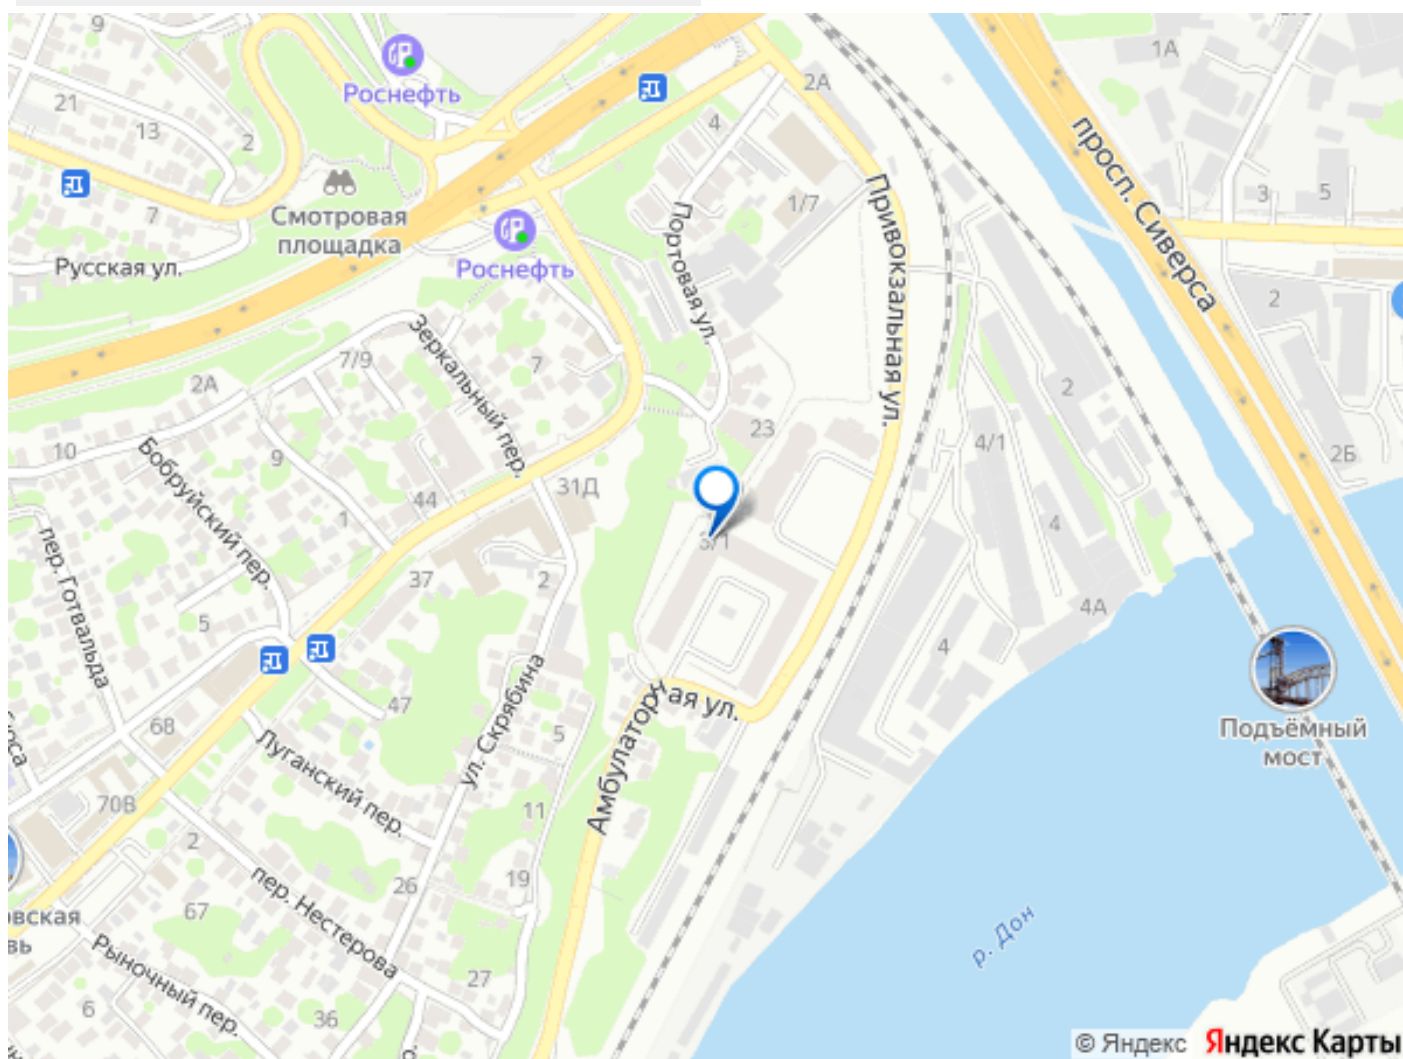 9
Роснефть
21
13
2
7
Смотровая
площадка
Русская ул.
Роснефть
4
2А
1/7
Портовая ул.
Привокзальная ул.
1А
просп. Сиверса
3
5
2
2Б
7/9
2А
Зеркальный пер.
7
10
Бобруйский пер.
9
1
44
31Д
23
3/1
4/1
2
4
4А
4
пер. Готвальда
5
37
2
47
68
70В
Луганский пер.
ул. Скрябина
5
11
Амбулаторная ул.
Подъёмный
мост
2
пер. Нестерова
26
19
67
Рыночный пер.
6
36
27
р. Дон
© Яндекс Яндекс Карты